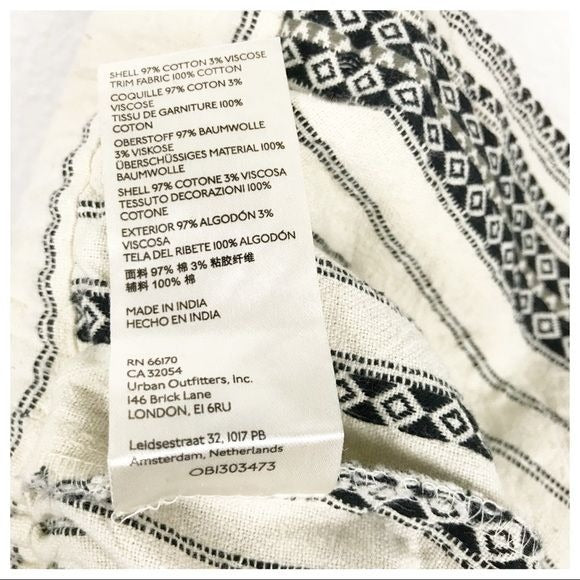 SHELL 97% COTTON 3% VISCOSE
TRIM FABRIC 100% COTTON
COQUILLE 97% COTON 3%
VISCOSE
TISSU DE GARNITURE 100%
COTON
OBERSTOFF 97% BAUMWOLLE
3% VISKOSE
ÜBERSCHÜSSIGES MATERIAL 100%
BAUMWOLLE
SHELL 97% COTONE 3% VISCOSA
TESSUTO DECORAZIONI 100%
COTONE
EXTERIOR 97% ALGODÓN 3%
VISCOSA
TELA DEL RIBETE 100% ALGODÓN
面料 97% 棉 3% 粘胶纤维
辅料 100% 棉
MADE IN INDIA
HECHO EN INDIA
RN 66170
CA 32054
Urban Outfitters, Inc.
146 Brick Lane
LONDON, E1 6RU
Leidsestraat 32, 1017 PB
Amsterdam, Netherlands
OB1303473